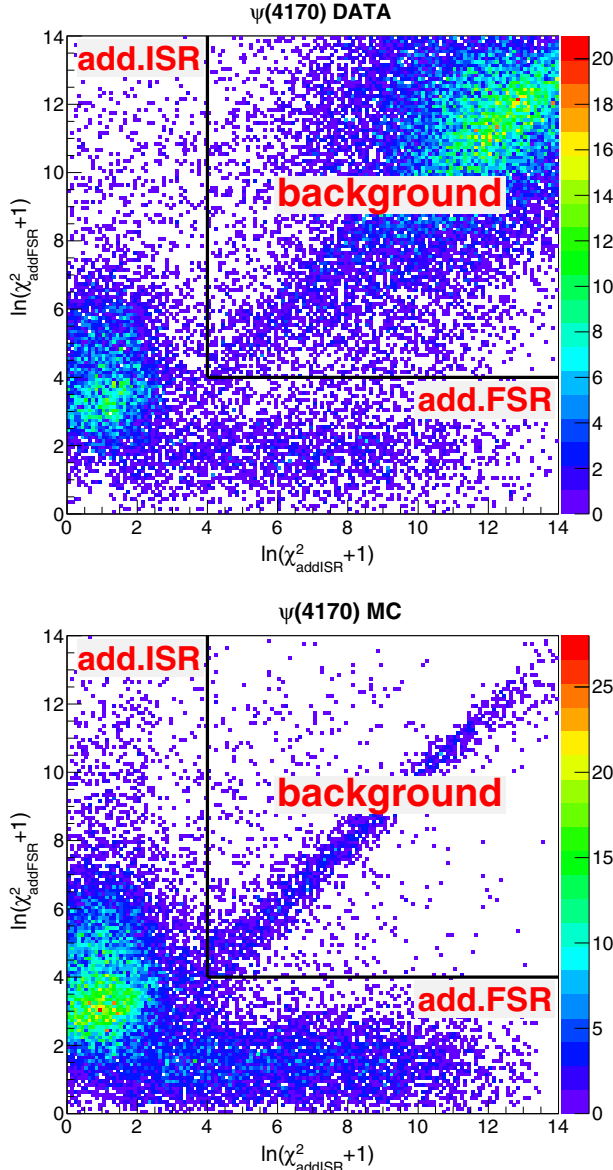 ψ(4170) DATA
ln(χ²addFSR+1)
14
12
10
8
6
4
2
0
add.ISR
background
add.FSR
0 2 4 6 8 10 12 14
ln(χ²addISR+1)
20
18
16
14
12
10
8
6
4
2
0
ψ(4170) MC
ln(χ²addFSR+1)
14
12
10
8
6
4
2
0
add.ISR
background
add.FSR
0 2 4 6 8 10 12 14
ln(χ²addISR+1)
25
20
15
10
5
0